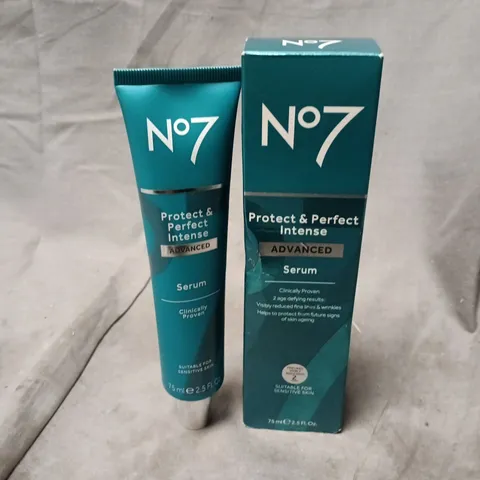 No7
Protect &
Perfect
Intense
ADVANCED
Serum
Clinically
Proven
SUITABLE FOR
SENSITIVE SKIN
75 ml e 2.5 FL.
No7
Protect & Perfect
Intense
ADVANCED
Serum
Clinically Proven
2 age defying results:
Visibly reduced fine lines & wrinkles
Helps to protect from future signs
of skin ageing
SUITABLE FOR
SENSITIVE SKIN
75 ml e 2.5 FL. Oz.